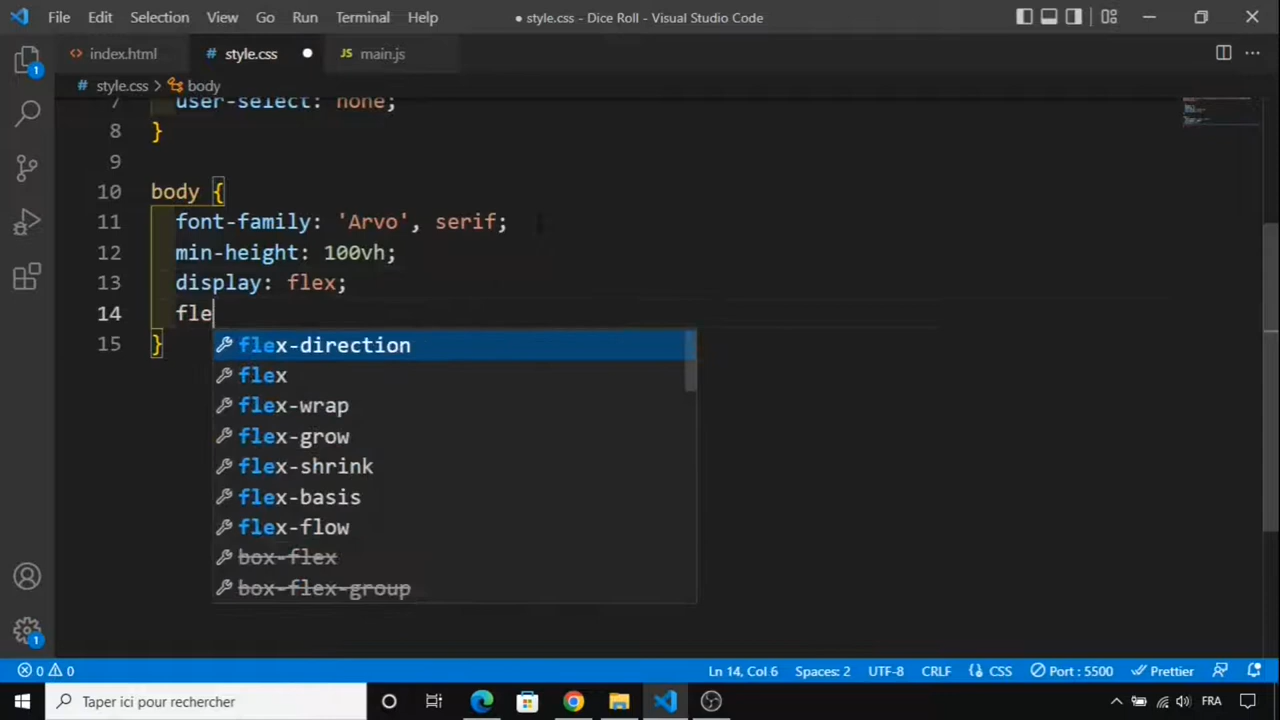 File Edit Selection View Go Run Terminal Help ● style.css - Dice Roll - Visual Studio Code
<> index.html # style.css ● JS main.js
# style.css > body
7 user-select: none;
8 }
9
10 body {
11 font-family: 'Arvo', serif;
12 min-height: 100vh;
13 display: flex;
14 fle
flex-direction
15 }
flex
flex-wrap
flex-grow
flex-shrink
flex-basis
flex-flow
box-flex
box-flex-group
1
1
0 0 Ln 14, Col 6 Spaces: 2 UTF-8 CRLF CSS Port : 5500 Prettier
Taper ici pour rechercher FRA